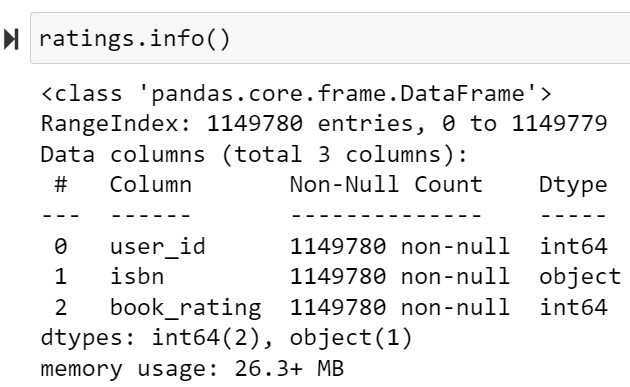 ratings.info()
<class 'pandas.core.frame.DataFrame'>
RangeIndex: 1149780 entries, 0 to 1149779
Data columns (total 3 columns):
 #   Column       Non-Null Count    Dtype
---  ------       --------------    -----
 0   user_id      1149780 non-null  int64
 1   isbn         1149780 non-null  object
 2   book_rating  1149780 non-null  int64
dtypes: int64(2), object(1)
memory usage: 26.3+ MB